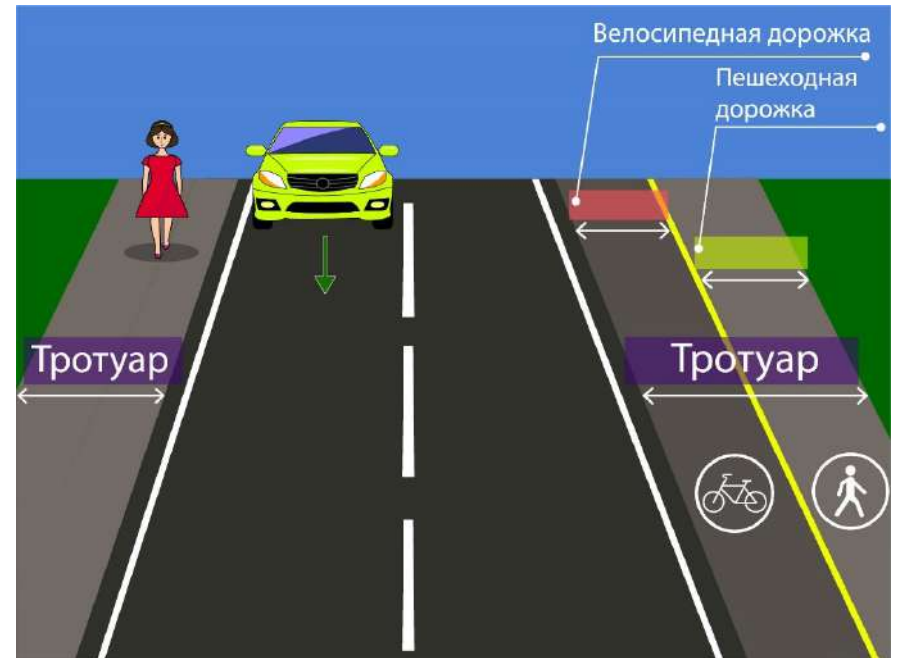 Велосипедная дорожка
Пешеходная
дорожка
Тротуар
Тротуар